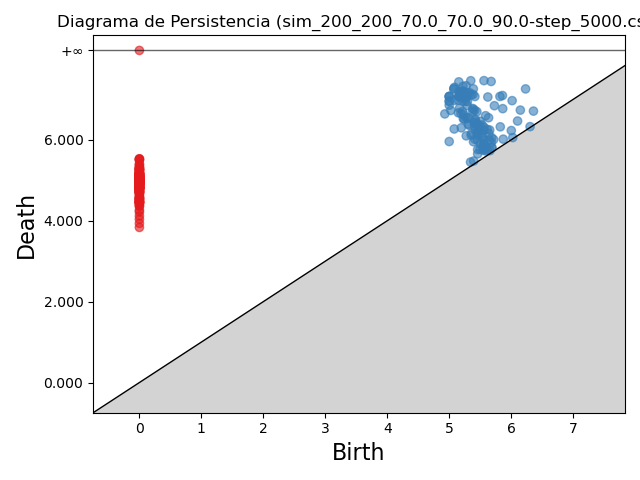 Diagrama de Persistencia (sim_200_200_70.0_70.0_90.0-step_5000.cs
+∞
6.000
4.000
2.000
0.000
Death
0 1 2 3 4 5 6 7
Birth